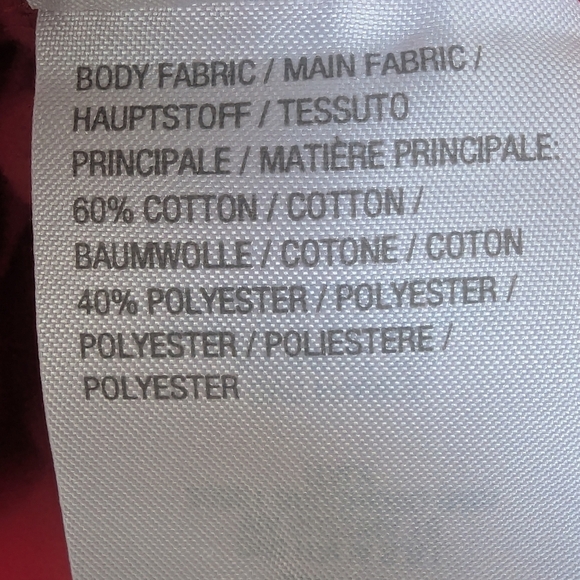 BODY FABRIC / MAIN FABRIC /
HAUPTSTOFF / TESSUTO
PRINCIPALE / MATIÈRE PRINCIPALE:
60% COTTON / COTTON /
BAUMWOLLE / COTONE / COTON
40% POLYESTER / POLYESTER /
POLYESTER / POLIESTERE /
POLYESTER